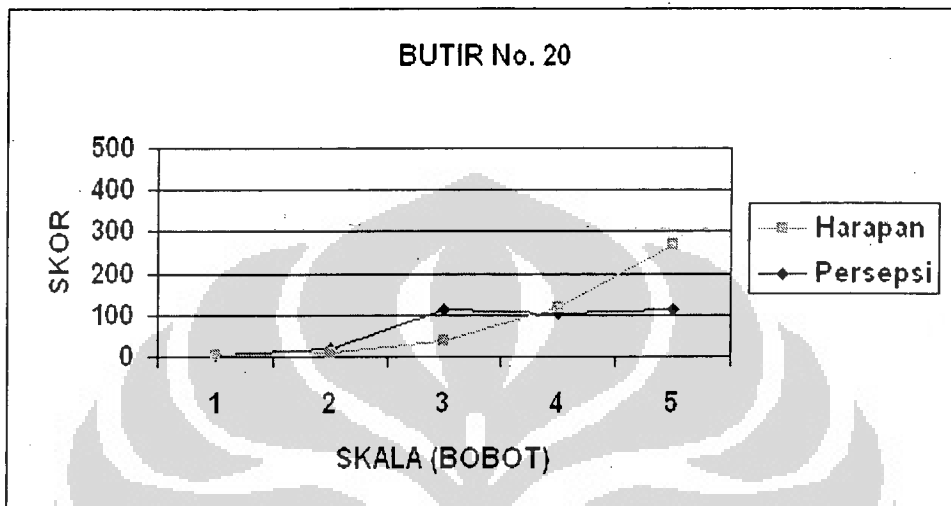 BUTIR No. 20
SKOR
500
400
300
200
100
0
1 2 3 4 5
SKALA (BOBOT)
Harapan
Persepsi